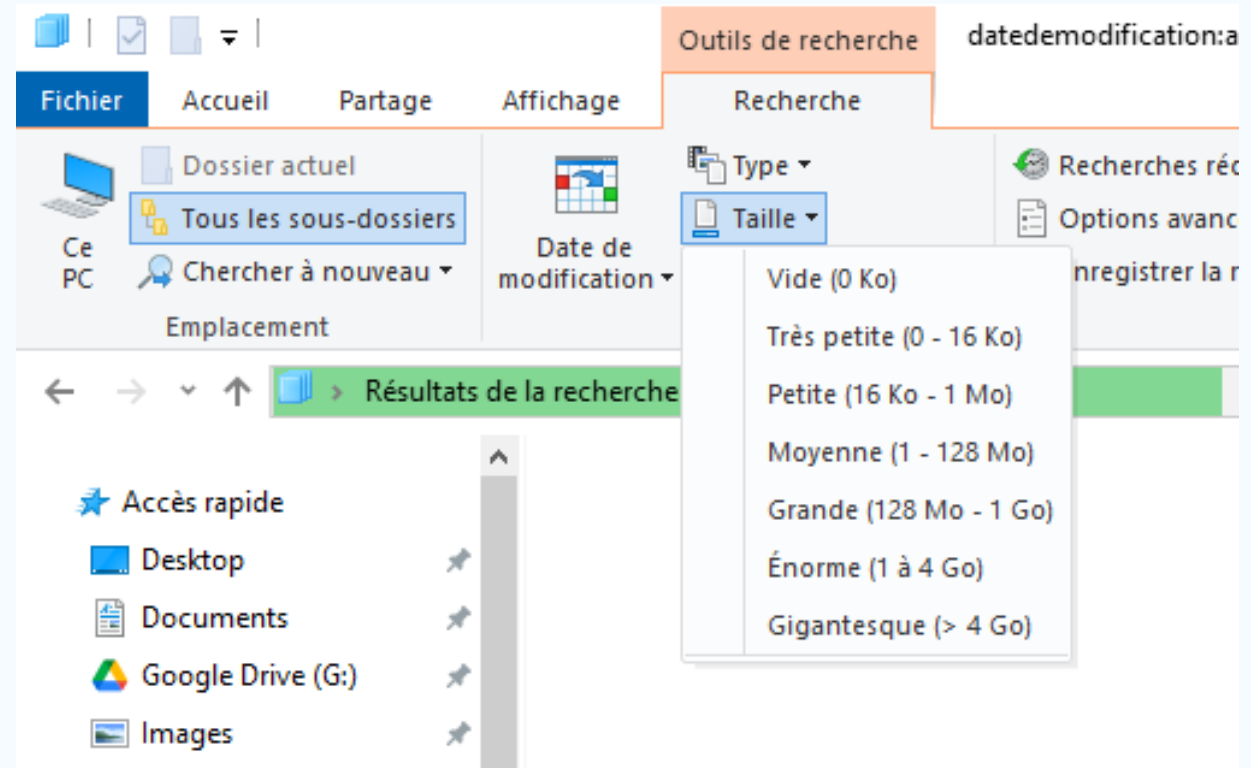 Outils de recherche
datedemodification:a
Fichier
Accueil
Partage
Affichage
Recherche
Ce
PC
Dossier actuel
Tous les sous-dossiers
Chercher à nouveau
Emplacement
Date de
modification
Type
Taille
Recherches réc
Options avanc
nregistrer la r
Vide (0 Ko)
Très petite (0 - 16 Ko)
Petite (16 Ko - 1 Mo)
Moyenne (1 - 128 Mo)
Grande (128 Mo - 1 Go)
Énorme (1 à 4 Go)
Gigantesque (> 4 Go)
Résultats de la recherche
Accès rapide
Desktop
Documents
Google Drive (G:)
Images